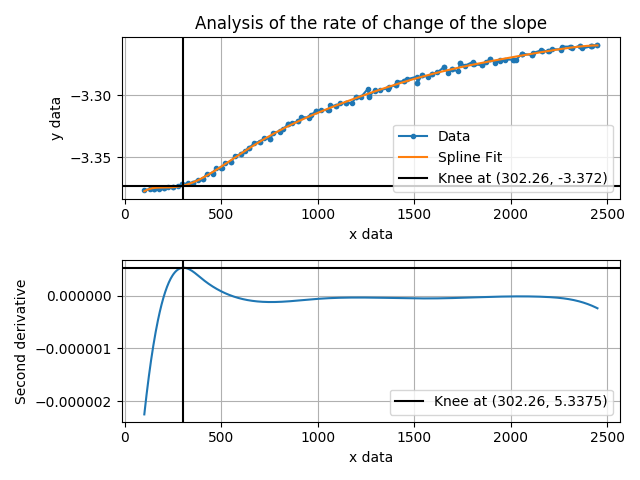 Analysis of the rate of change of the slope
y data
−3.30
−3.35
Data
Spline Fit
Knee at (302.26, -3.372)
0
500
1000
1500
2000
2500
x data
Second derivative
0.000000
−0.000001
−0.000002
Knee at (302.26, 5.3375)
0
500
1000
1500
2000
2500
x data